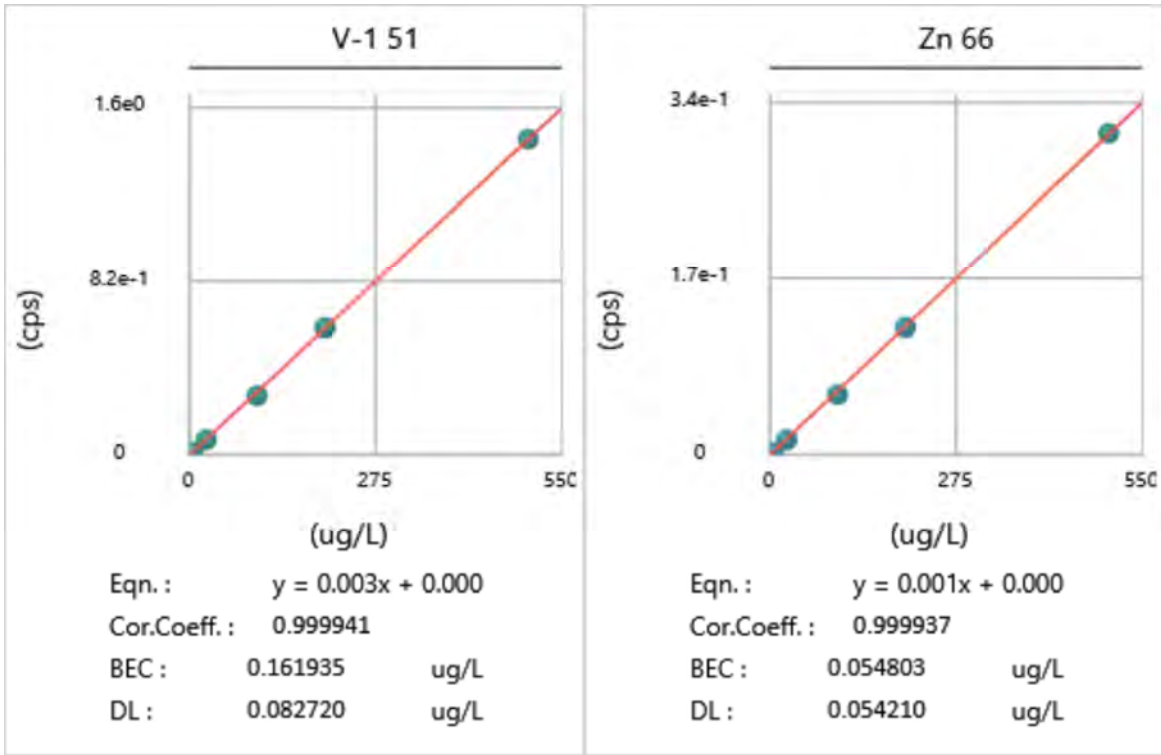 V-1 51
1.6e0
8.2e-1
0
(cps)
0 275 550
(ug/L)
Eqn. : y = 0.003x + 0.000
Cor.Coeff. : 0.999941
BEC : 0.161935 ug/L
DL : 0.082720 ug/L
Zn 66
3.4e-1
1.7e-1
0
(cps)
0 275 550
(ug/L)
Eqn. : y = 0.001x + 0.000
Cor.Coeff. : 0.999937
BEC : 0.054803 ug/L
DL : 0.054210 ug/L